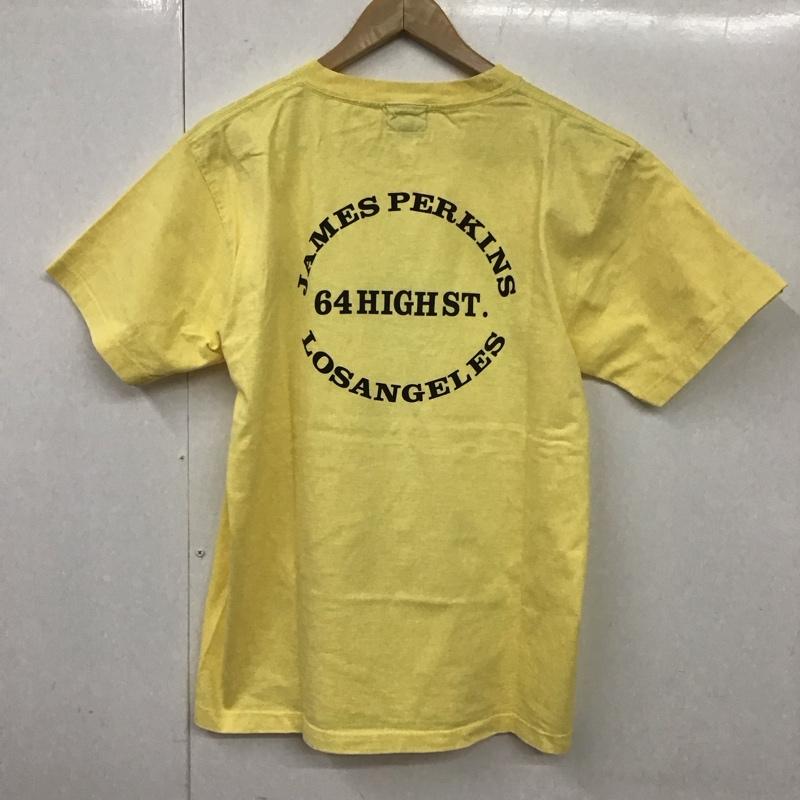 JAMES PERKINS
64 HIGH ST.
LOSANGELES